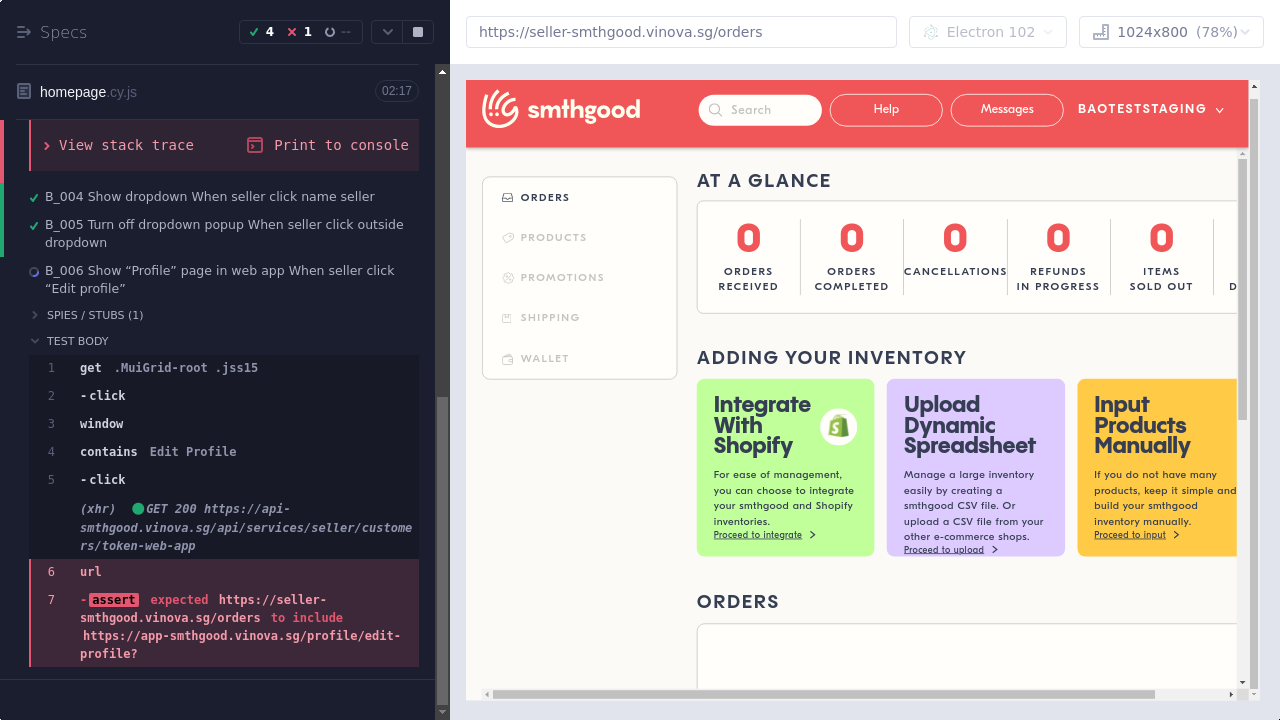 Specs
4
1
--
homepage.cy.js
02:17
View stack trace
Print to console
B_004 Show dropdown When seller click name seller
B_005 Turn off dropdown popup When seller click outside
dropdown
B_006 Show “Profile” page in web app When seller click
“Edit profile”
SPIES / STUBS (1)
TEST BODY
1 get .MuiGrid-root .jss15
2 -click
3 window
4 contains Edit Profile
5 -click
(xhr) GET 200 https://api-
smthgood.vinova.sg/api/services/seller/custome
rs/token-web-app
6 url
7 -assert expected https://seller-
smthgood.vinova.sg/orders to include
https://app-smthgood.vinova.sg/profile/edit-
profile?
https://seller-smthgood.vinova.sg/orders
Electron 102
1024x800 (78%)
smthgood
Search
Help
Messages
BAOTESTSTAGING
ORDERS
PRODUCTS
PROMOTIONS
SHIPPING
WALLET
AT A GLANCE
0 0 0 0 0
ORDERS
RECEIVED
ORDERS
COMPLETED
CANCELLATIONS
REFUNDS
IN PROGRESS
ITEMS
SOLD OUT
D
ADDING YOUR INVENTORY
Integrate
With
Shopify
For ease of management,
you can choose to integrate
your smthgood and Shopify
inventories.
Proceed to integrate
Upload
Dynamic
Spreadsheet
Manage a large inventory
easily by creating a
smthgood CSV file. Or
upload a CSV file from your
other e-commerce shops.
Proceed to upload
Input
Products
Manually
If you do not have many
products, keep it simple and
build your smthgood
inventory manually.
Proceed to input
ORDERS